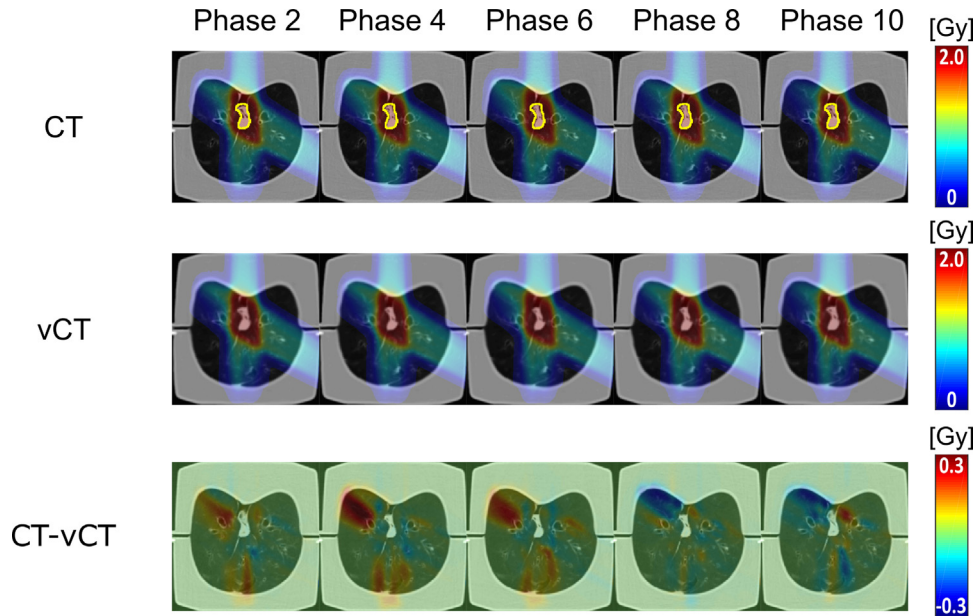 Phase 2 Phase 4 Phase 6 Phase 8 Phase 10
[Gy]
2.0
CT
0
[Gy]
2.0
vCT
0
[Gy]
0.3
CT-vCT
-0.3